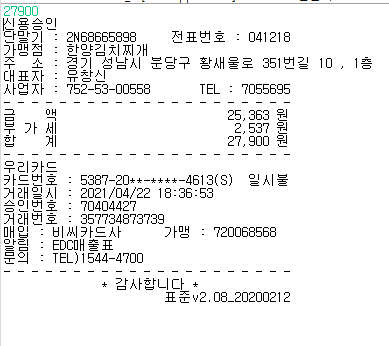 27900
신용승인
단말기 : 2N68665898 전표번호 : 041218
가맹점 : 한양김치찌개
주 소 : 경기 성남시 분당구 황새울로 351번길 10 , 1층
대표자 : 유창신
사업자 : 752-53-00558 TEL : 7055695
- - - - - - - - - - - - - - - - - - - - -
금 액 25,363 원
부 가 세 2,537 원
합 계 27,900 원
- - - - - - - - - - - - - - - - - - - - -
우리카드
카드번호 : 5387-20**-****-4613(S) 일시불
거래일시 : 2021/04/22 18:36:53
승인번호 : 70404427
거래번호 : 357734873739
매입 : 비씨카드사 가맹 : 720068568
알림 : EDC매출표
문의 : TEL)1544-4700
- - - - - - - - - - - - - - - - - - - - -
* 감사합니다 *
표준v2.08_20200212